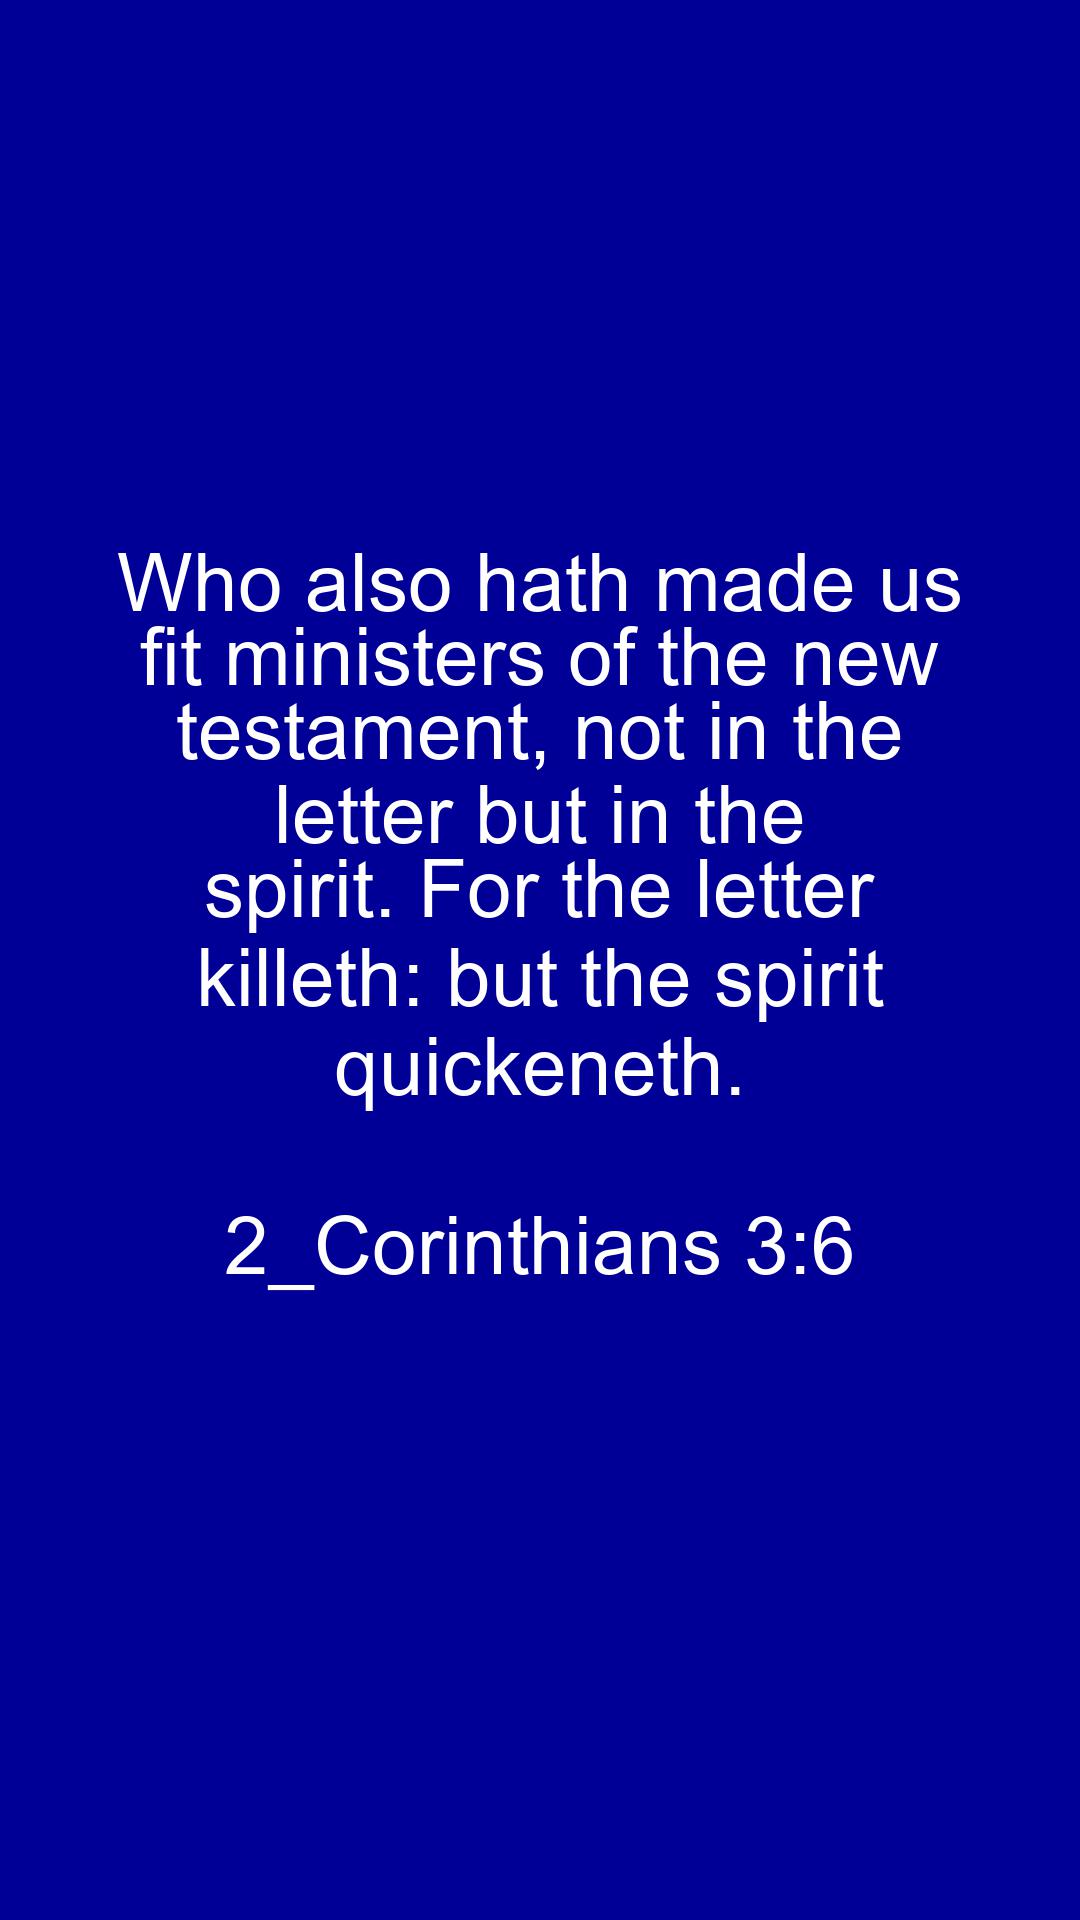 Who also hath made us
fit ministers of the new
testament, not in the
letter but in the
spirit. For the letter
killeth: but the spirit
quickeneth.
2_Corinthians 3:6